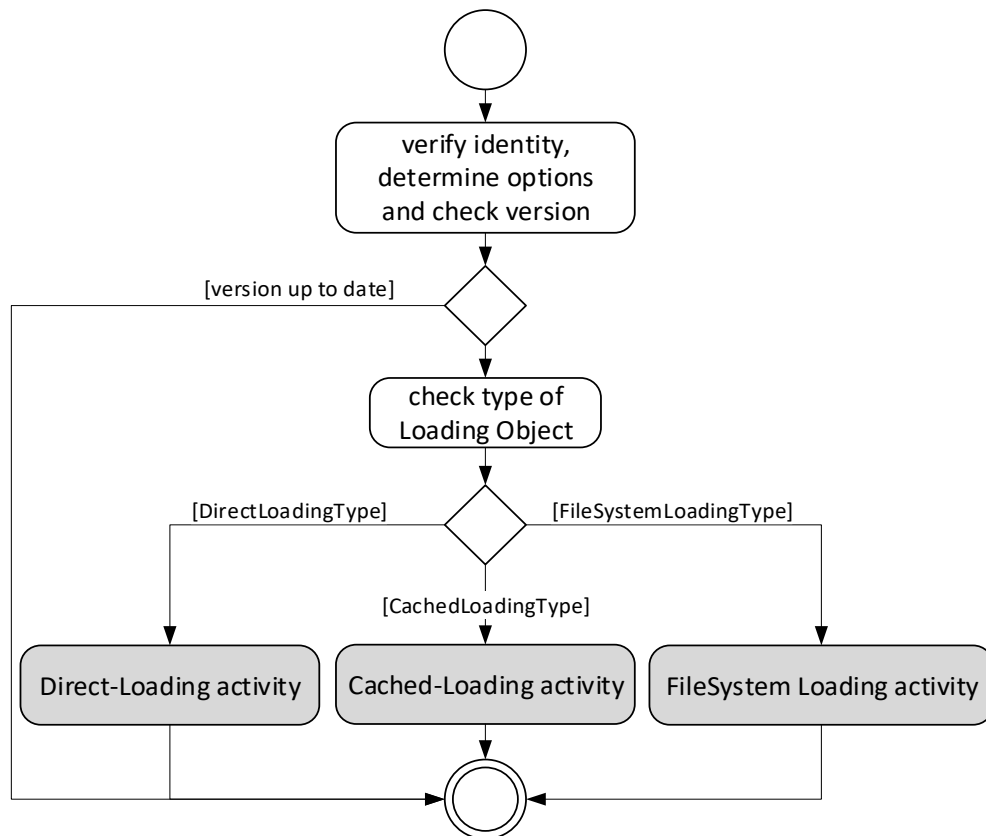 verify identity,
determine options
and check version
[version up to date]
check type of
Loading Object
[DirectLoadingType]
[FileSystemLoadingType]
[CachedLoadingType]
Direct-Loading activity
Cached-Loading activity
FileSystem Loading activity